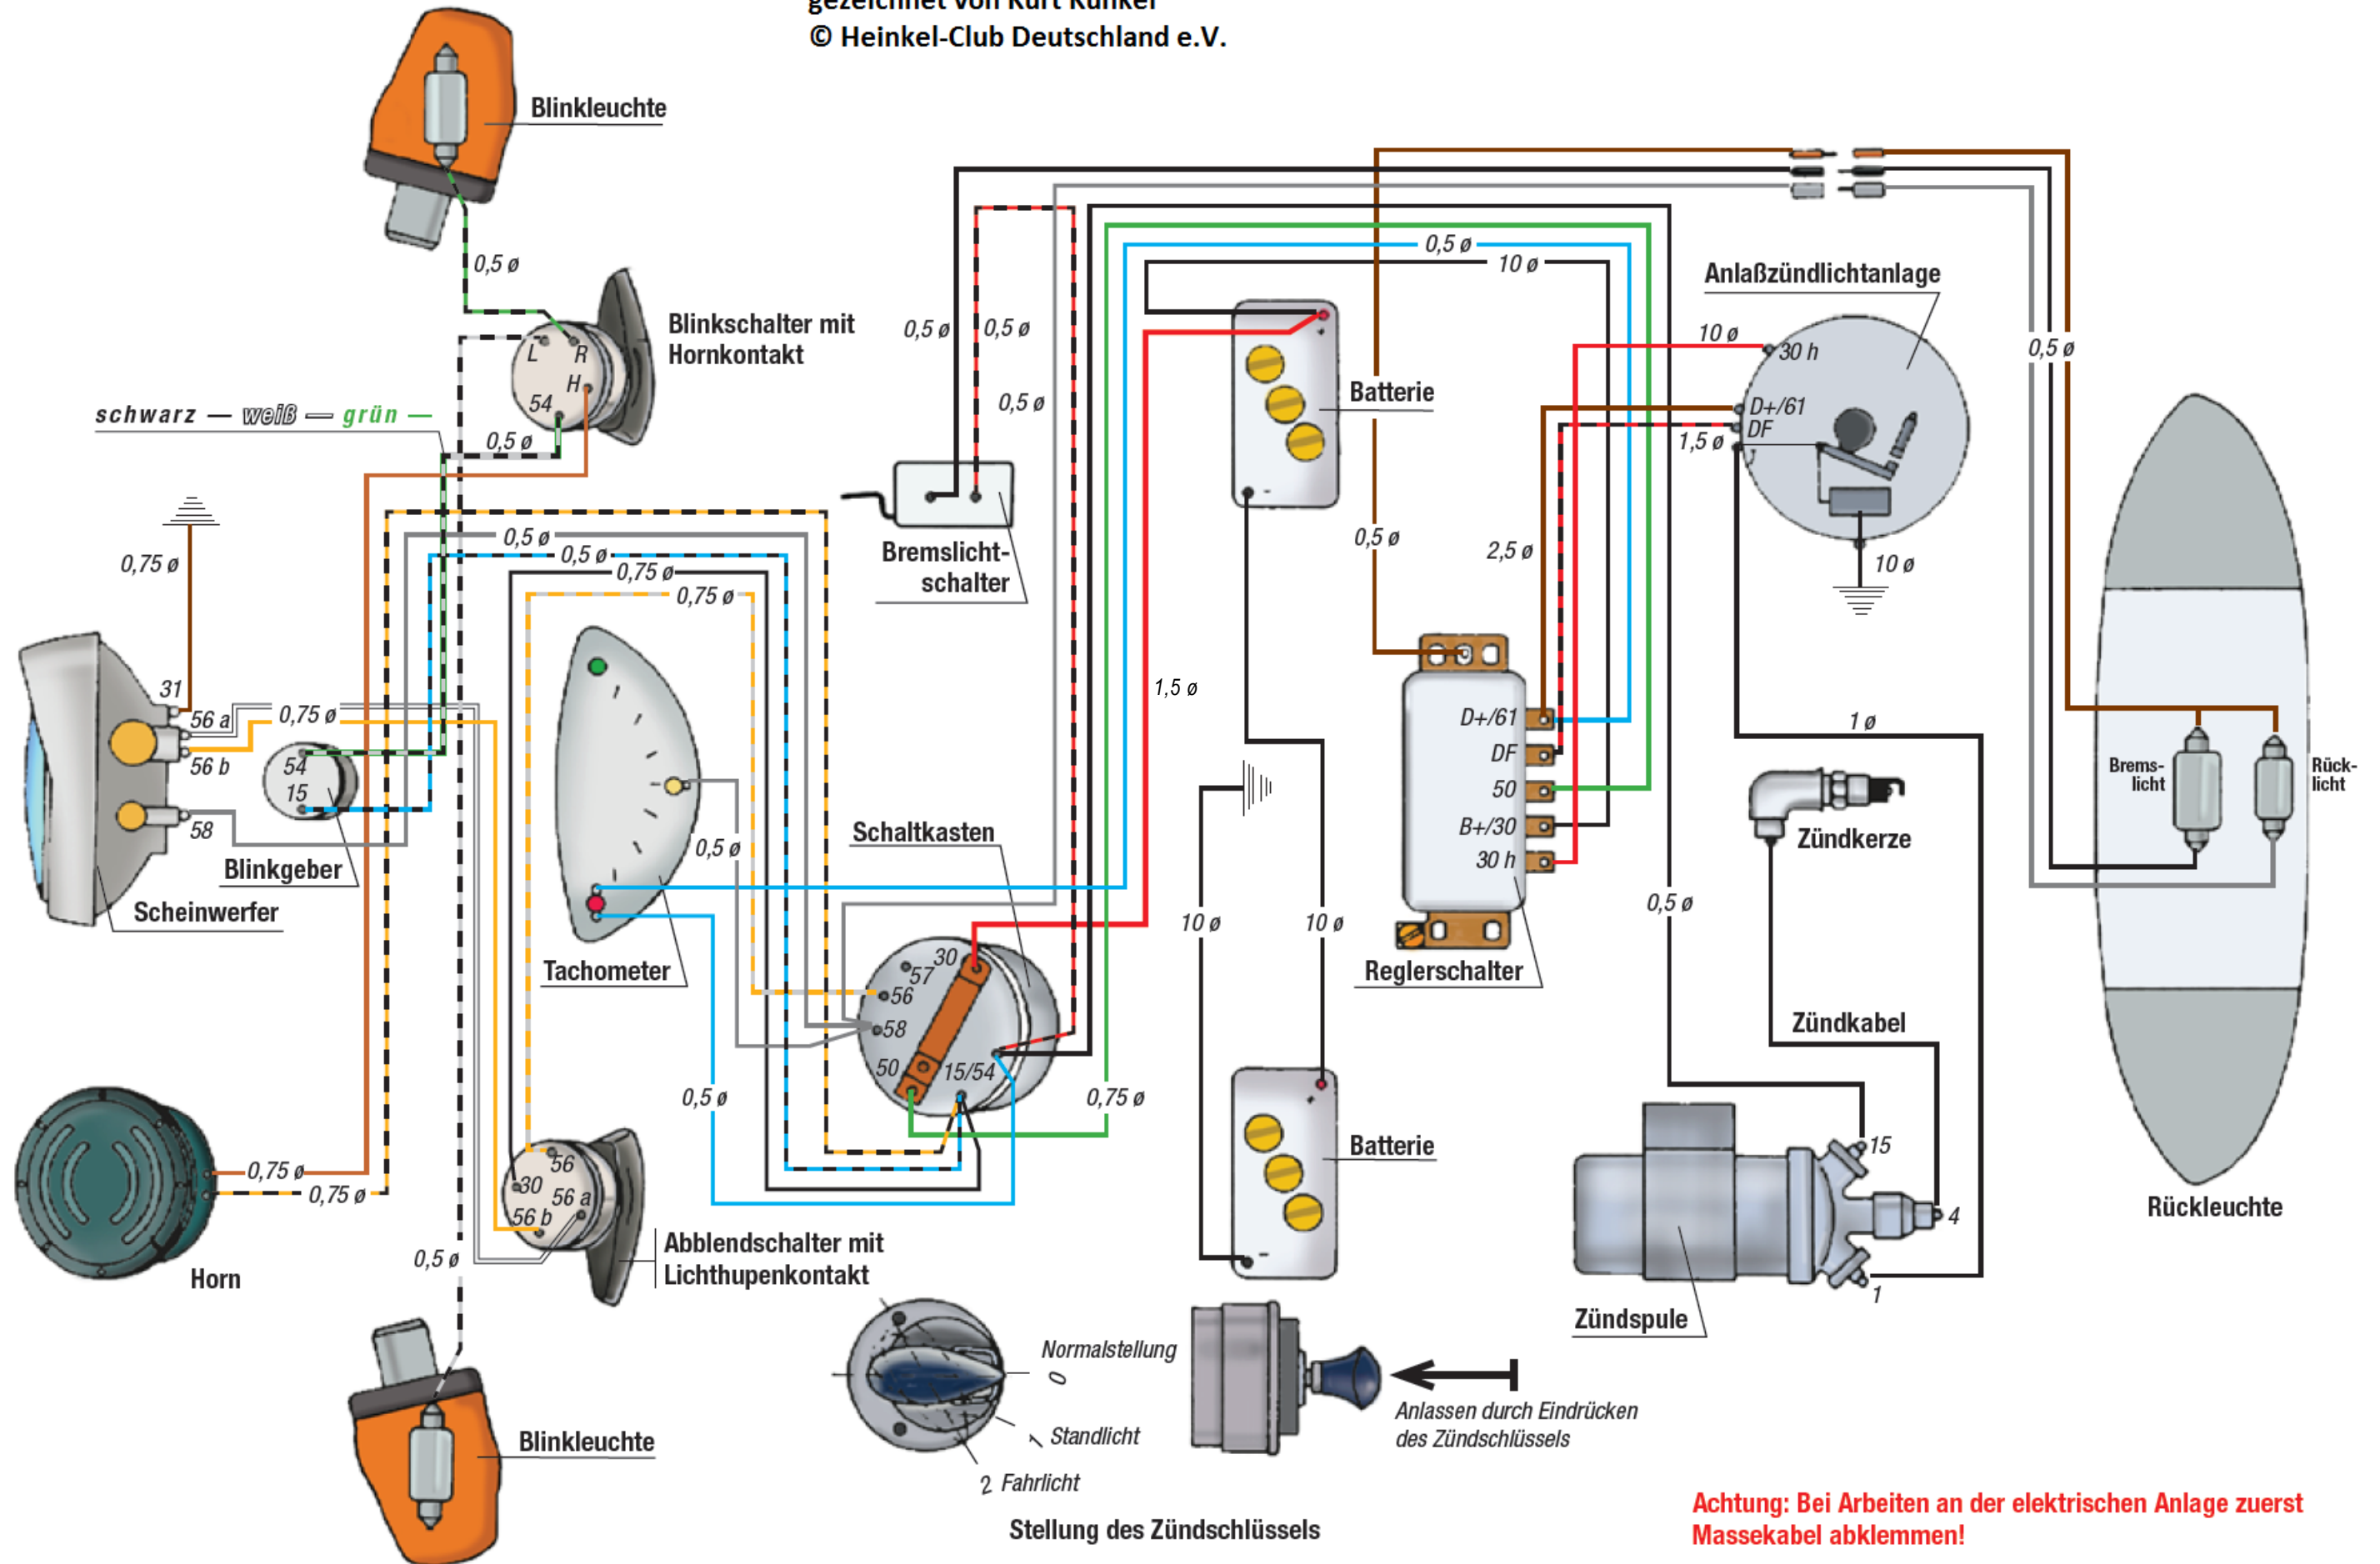 gezeichnet von Kurt Kunkel
© Heinkel-Club Deutschland e.V.
Blinkleuchte
0,5 ø
Blinkschalter mit
Hornkontakt
L
R
H
54
schwarz — weiß — grün —
0,5 ø
0,75 ø
0,5 ø
0,5 ø
0,75 ø
0,75 ø
31
56 a
56 b
0,75 ø
58
54
15
Blinkgeber
Scheinwerfer
Tachometer
0,5 ø
0,5 ø
Horn
0,75 ø
0,75 ø
0,5 ø
56
30
56 a
56 b
Abblendschalter mit
Lichthupenkontakt
Blinkleuchte
0,5 ø
0,5 ø
0,5 ø
Bremslicht-
schalter
Schaltkasten
30
57
56
58
50
15/54
0,75 ø
1,5 ø
0,5 ø
10 ø
+
-
Batterie
0,5 ø
10 ø
10 ø
+
-
Batterie
2,5 ø
D+/61
DF
50
B+/30
30 h
Reglerschalter
Anlaßzündlichtanlage
10 ø
30 h
D+/61
DF
1,5 ø
10 ø
1 ø
0,5 ø
0,5 ø
Zündkerze
Zündkabel
15
4
1
Zündspule
Brems-
licht
Rück-
licht
Rückleuchte
Normalstellung
0
1 Standlicht
2 Fahrlicht
Stellung des Zündschlüssels
Anlassen durch Eindrücken
des Zündschlüssels
Achtung: Bei Arbeiten an der elektrischen Anlage zuerst
Massekabel abklemmen!